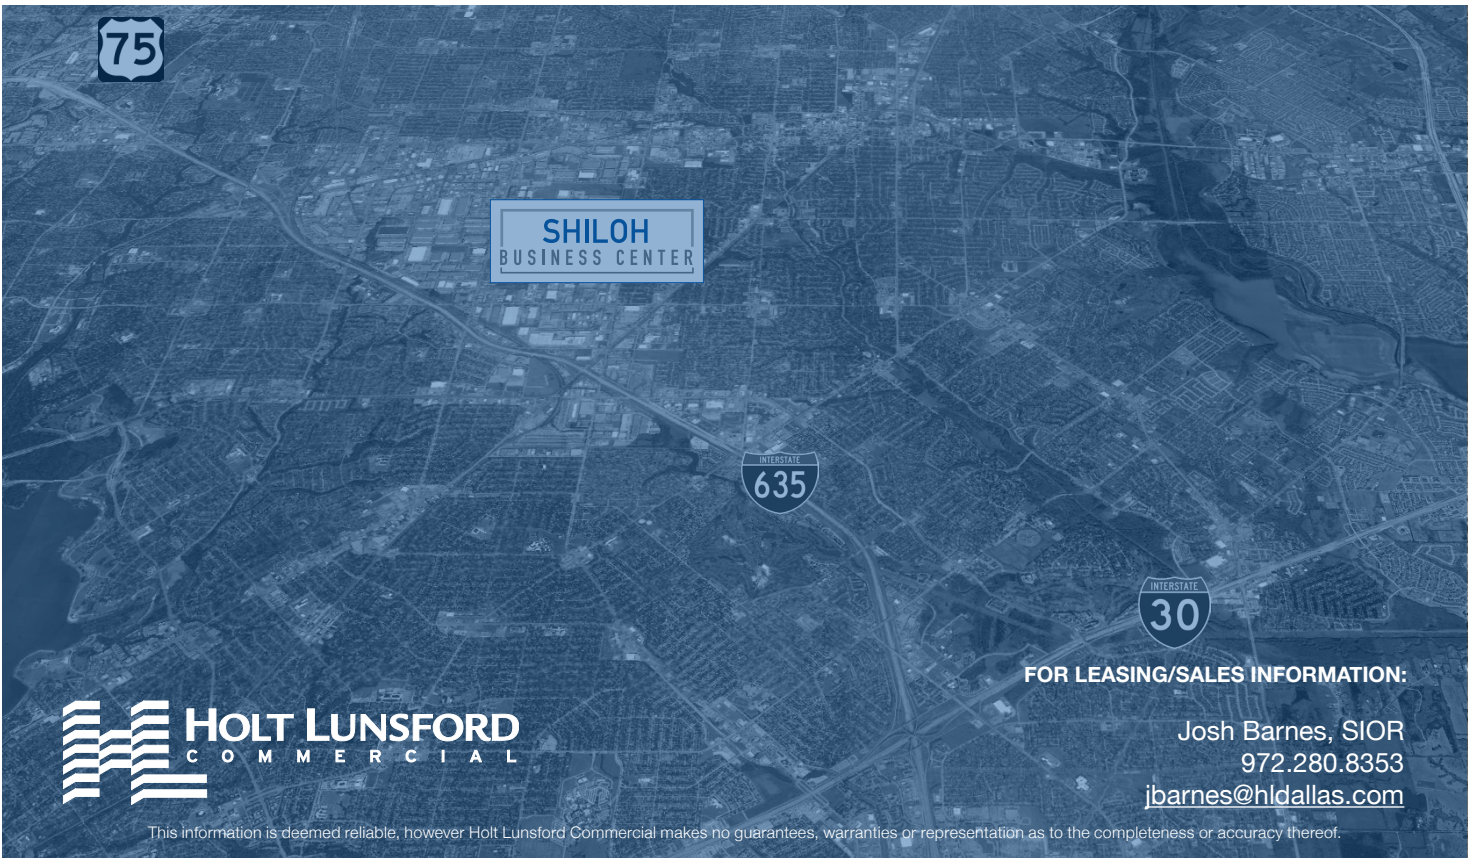 75
SHILOH
BUSINESS CENTER
INTERSTATE
635
INTERSTATE
30
FOR LEASING/SALES INFORMATION:
HOLT LUNSFORD
COMMERCIAL
Josh Barnes, SIOR
972.280.8353
jbarnes@hldallas.com
This information is deemed reliable, however Holt Lunsford Commercial makes no guarantees, warranties or representation as to the completeness or accuracy thereof.